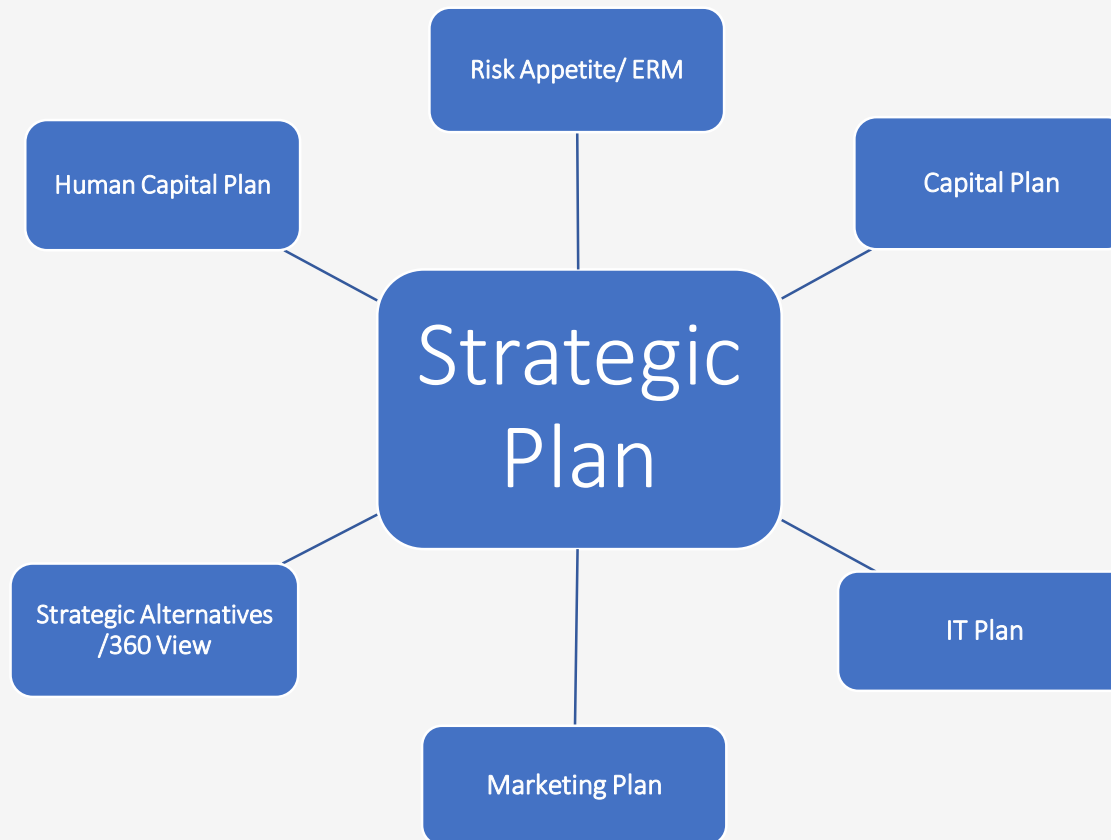 Risk Appetite/ ERM
Human Capital Plan
Capital Plan
Strategic
Plan
Strategic Alternatives
/360 View
IT Plan
Marketing Plan